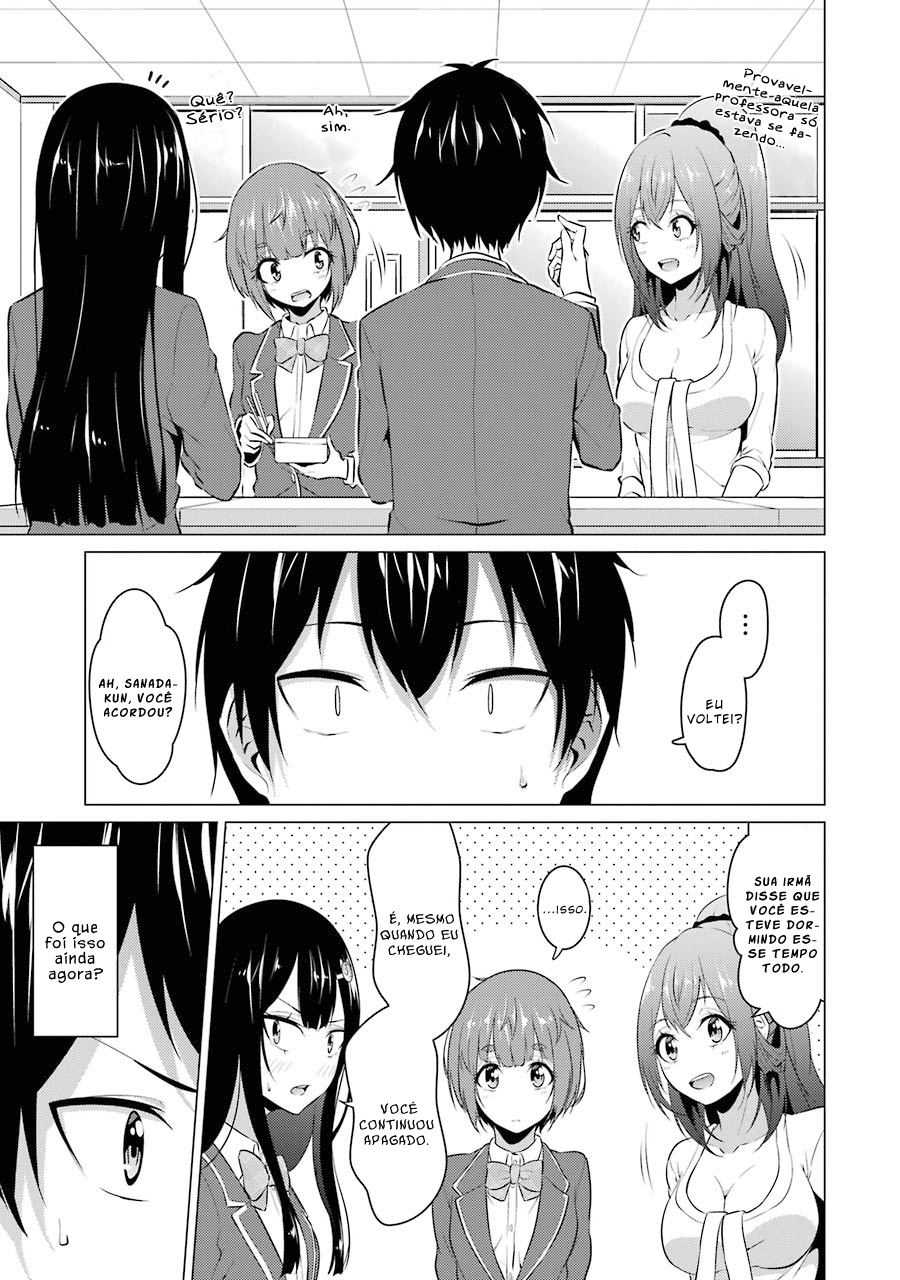 Provavel-
mente aquela
professora só
estava se fa-
zendo...
Ah,
sim.
Quê?
Sério?
...
EU
VOLTEI?
AH, SANADA-
KUN, VOCÊ
ACORDOU?
SUA IRMÃ
DISSE QUE
VOCÊ ES-
TEVE DOR-
MINDO ES-
SE TEMPO
TODO.
...ISSO.
É, MESMO
QUANDO EU
CHEGUEI,
VOCÊ
CONTINUOU
APAGADO.
O que
foi isso
ainda
agora?